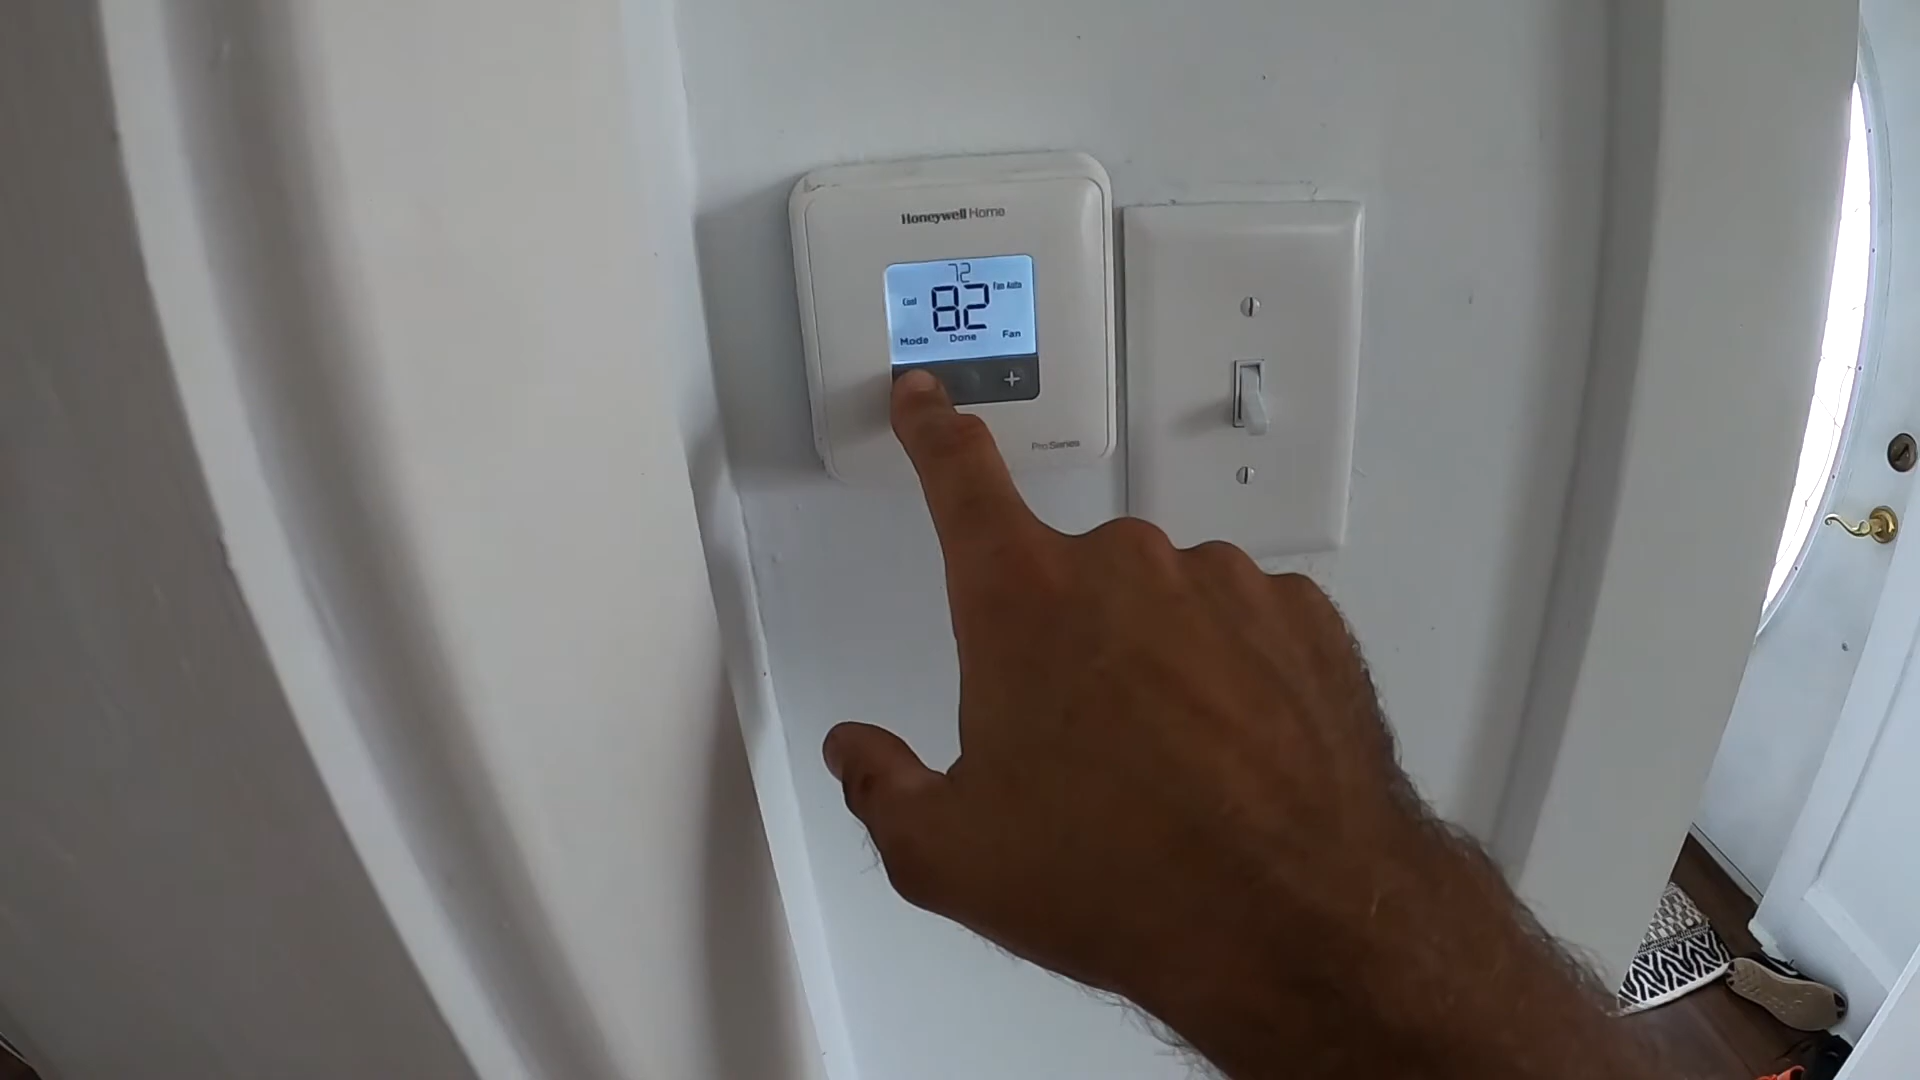 Honeywell Home
72
Cool 82 Fan Auto
Mode Done Fan
+
Pro Series